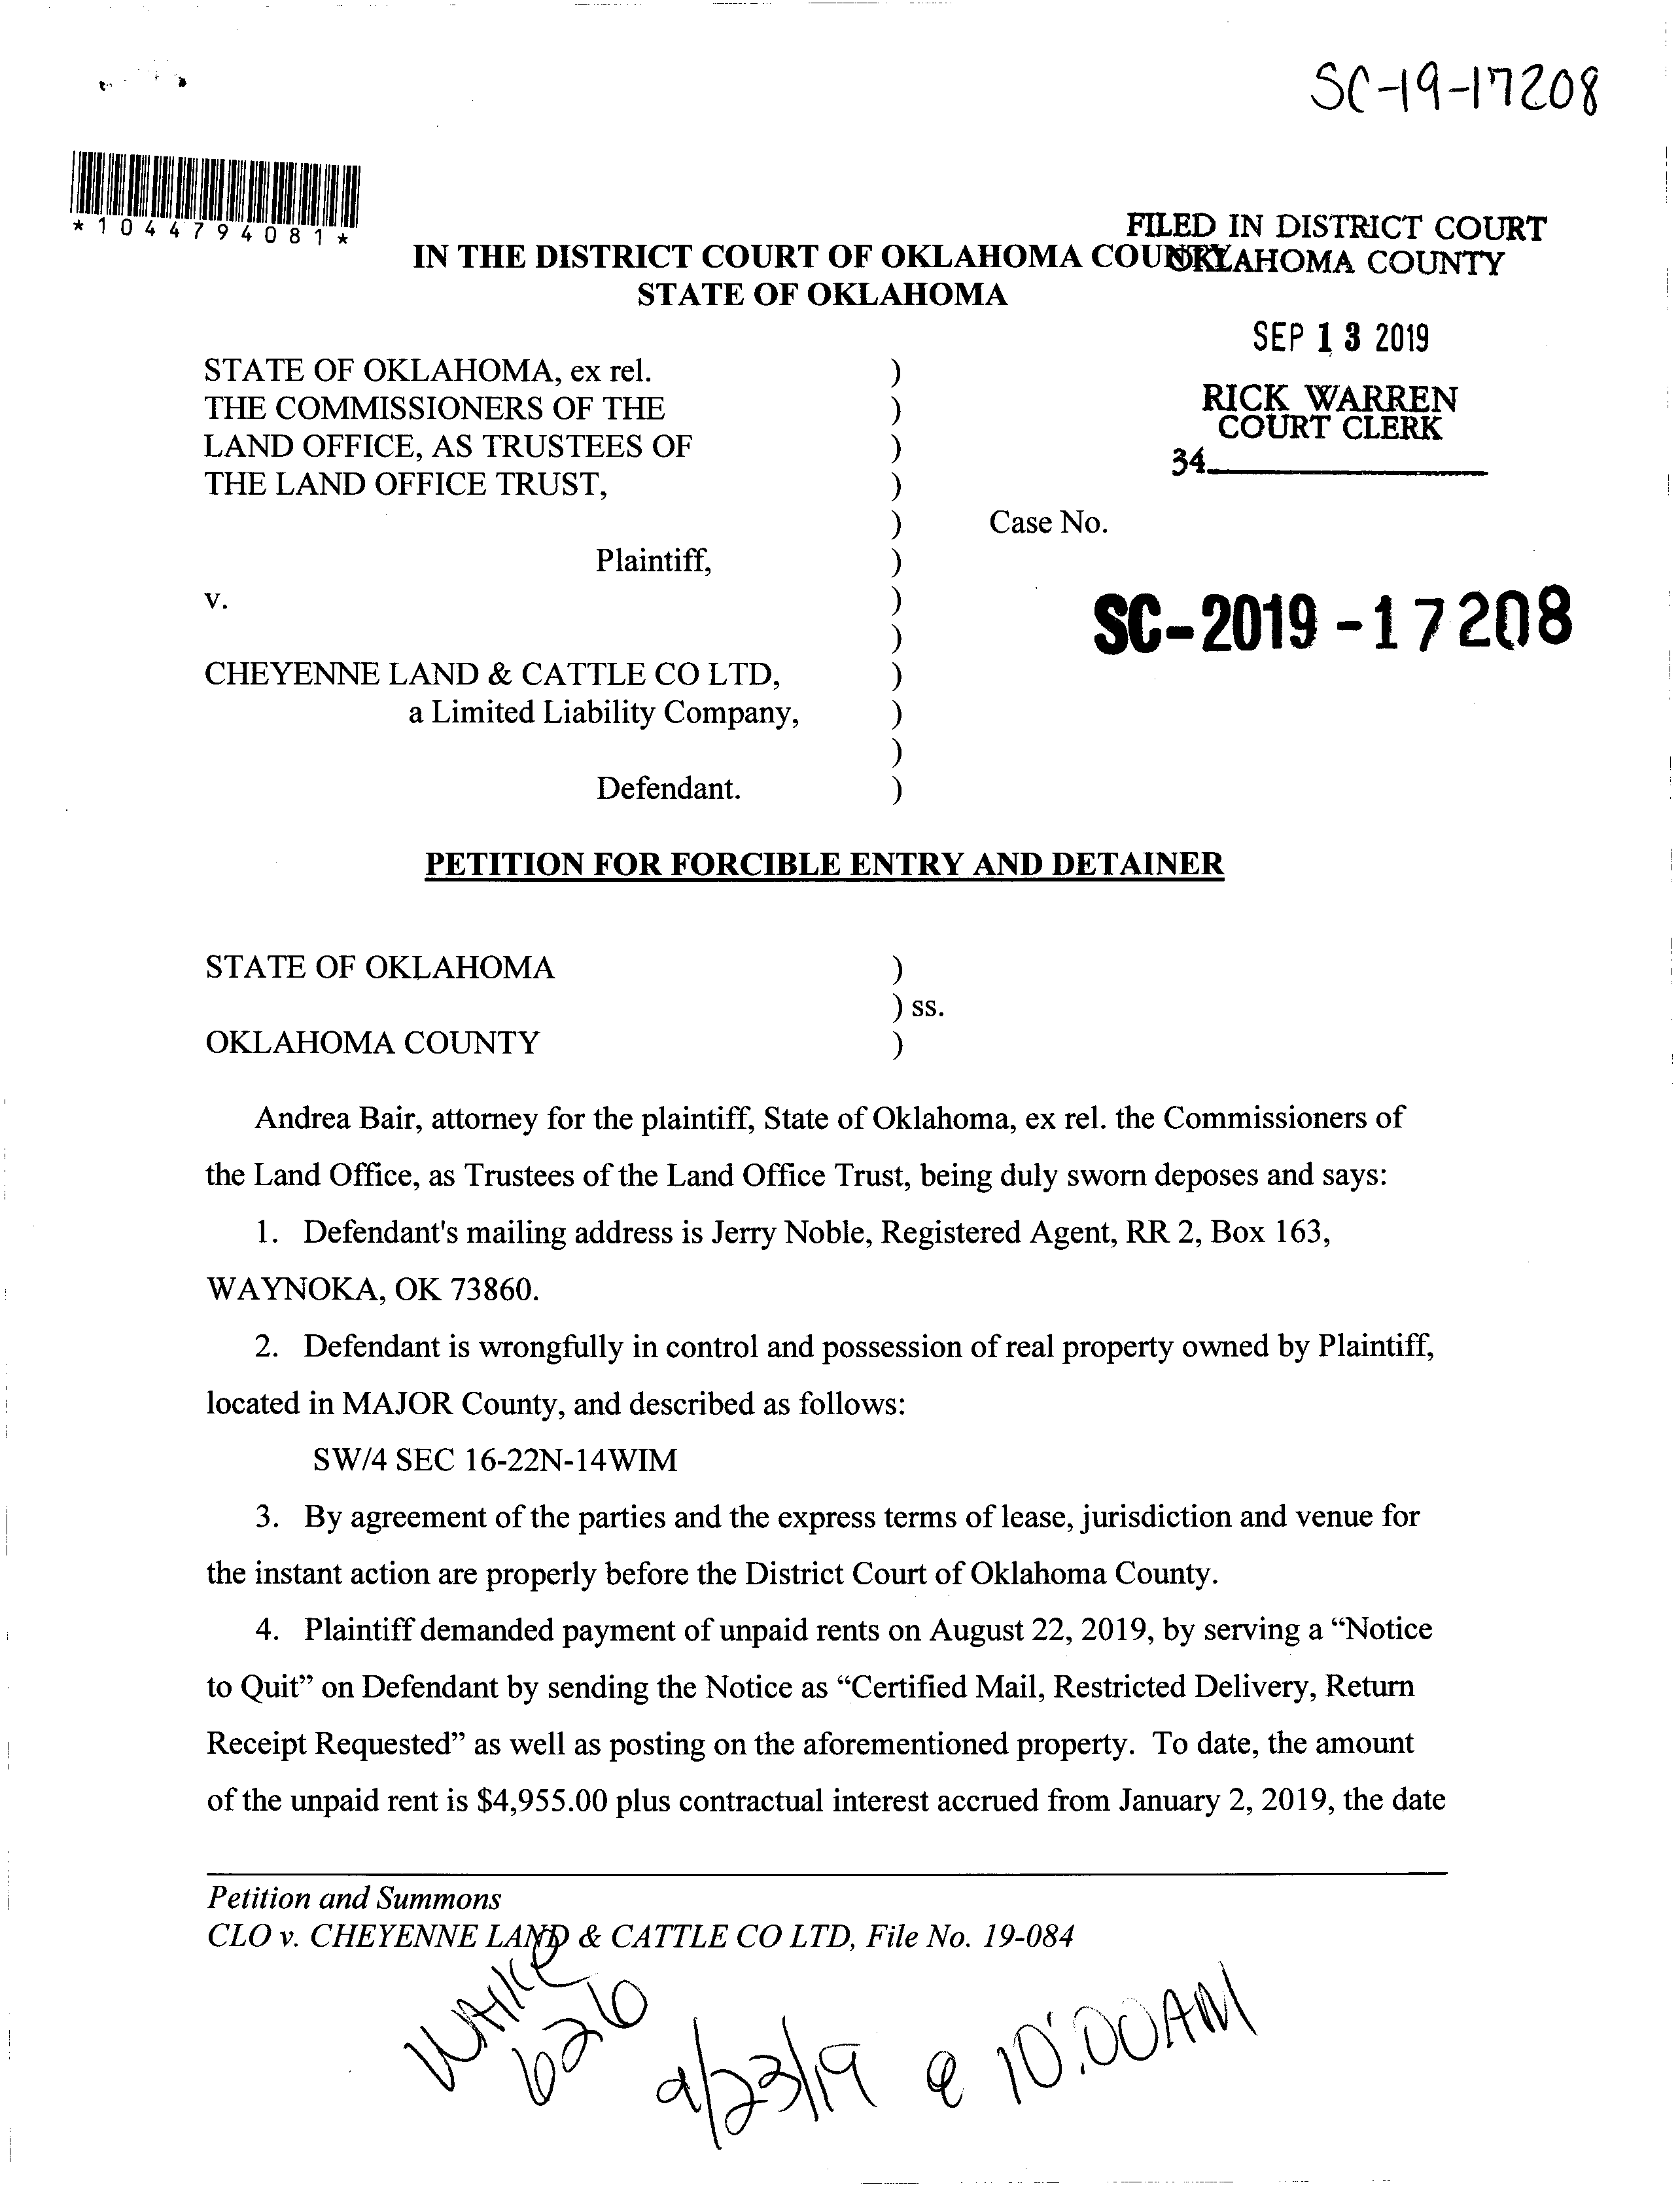 SC-19-17208
*1044794081*
FILED IN DISTRICT COURT
OKLAHOMA COUNTY
IN THE DISTRICT COURT OF OKLAHOMA COUNTY
STATE OF OKLAHOMA
SEP 13 2019
RICK WARREN
COURT CLERK
34
STATE OF OKLAHOMA, ex rel. )
THE COMMISSIONERS OF THE )
LAND OFFICE, AS TRUSTEES OF )
THE LAND OFFICE TRUST, )
) Case No.
Plaintiff, )
v. )
) SC-2019-17208
CHEYENNE LAND & CATTLE CO LTD, )
a Limited Liability Company, )
)
Defendant. )
PETITION FOR FORCIBLE ENTRY AND DETAINER
STATE OF OKLAHOMA )
) ss.
OKLAHOMA COUNTY )
Andrea Bair, attorney for the plaintiff, State of Oklahoma, ex rel. the Commissioners of
the Land Office, as Trustees of the Land Office Trust, being duly sworn deposes and says:
1. Defendant's mailing address is Jerry Noble, Registered Agent, RR 2, Box 163,
WAYNOKA, OK 73860.
2. Defendant is wrongfully in control and possession of real property owned by Plaintiff,
located in MAJOR County, and described as follows:
SW/4 SEC 16-22N-14WIM
3. By agreement of the parties and the express terms of lease, jurisdiction and venue for
the instant action are properly before the District Court of Oklahoma County.
4. Plaintiff demanded payment of unpaid rents on August 22, 2019, by serving a “Notice
to Quit” on Defendant by sending the Notice as “Certified Mail, Restricted Delivery, Return
Receipt Requested” as well as posting on the aforementioned property. To date, the amount
of the unpaid rent is $4,955.00 plus contractual interest accrued from January 2, 2019, the date
Petition and Summons
CLO v. CHEYENNE LAND & CATTLE CO LTD, File No. 19-084
626
9/23/19 @ 10:00AM